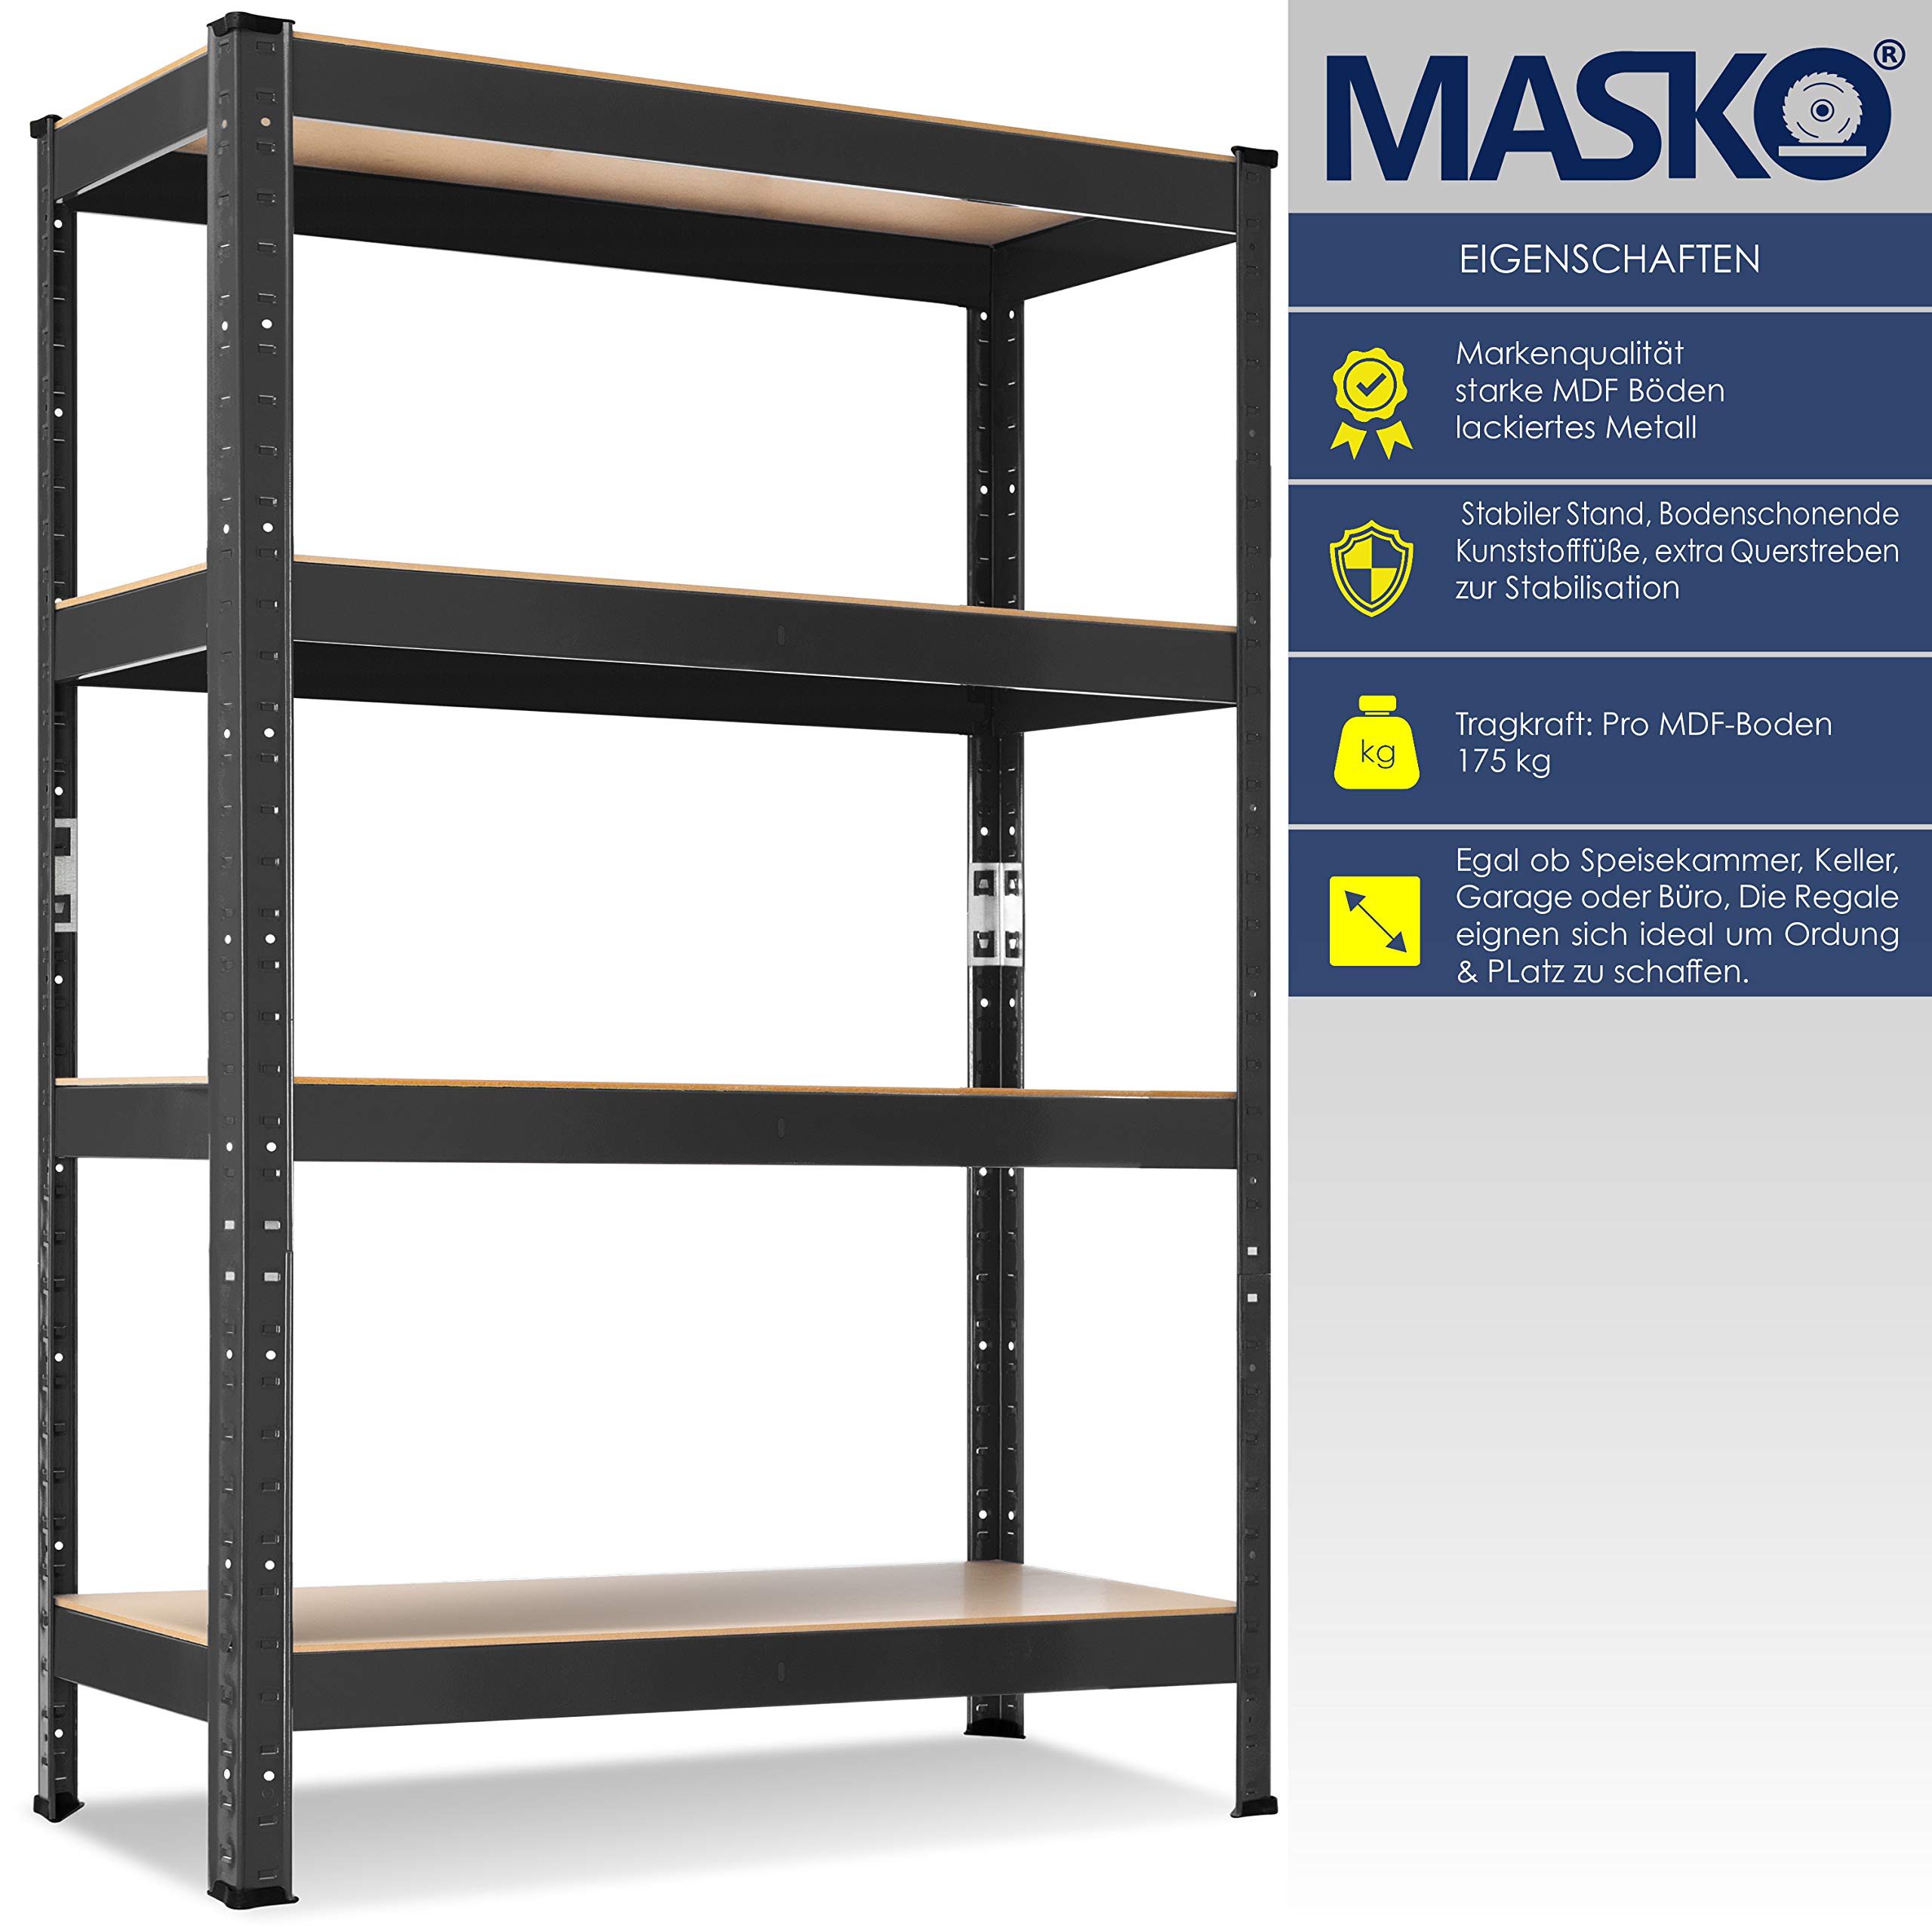 MASKO®
EIGENSCHAFTEN
Markenqualität
starke MDF Böden
lackiertes Metall
Stabiler Stand, Bodenschonende
Kunststofffüße, extra Querstreben
zur Stabilisation
kg
Tragkraft: Pro MDF-Boden
175 kg
Egal ob Speisekammer, Keller,
Garage oder Büro, Die Regale
eignen sich ideal um Ordung
& PLatz zu schaffen.